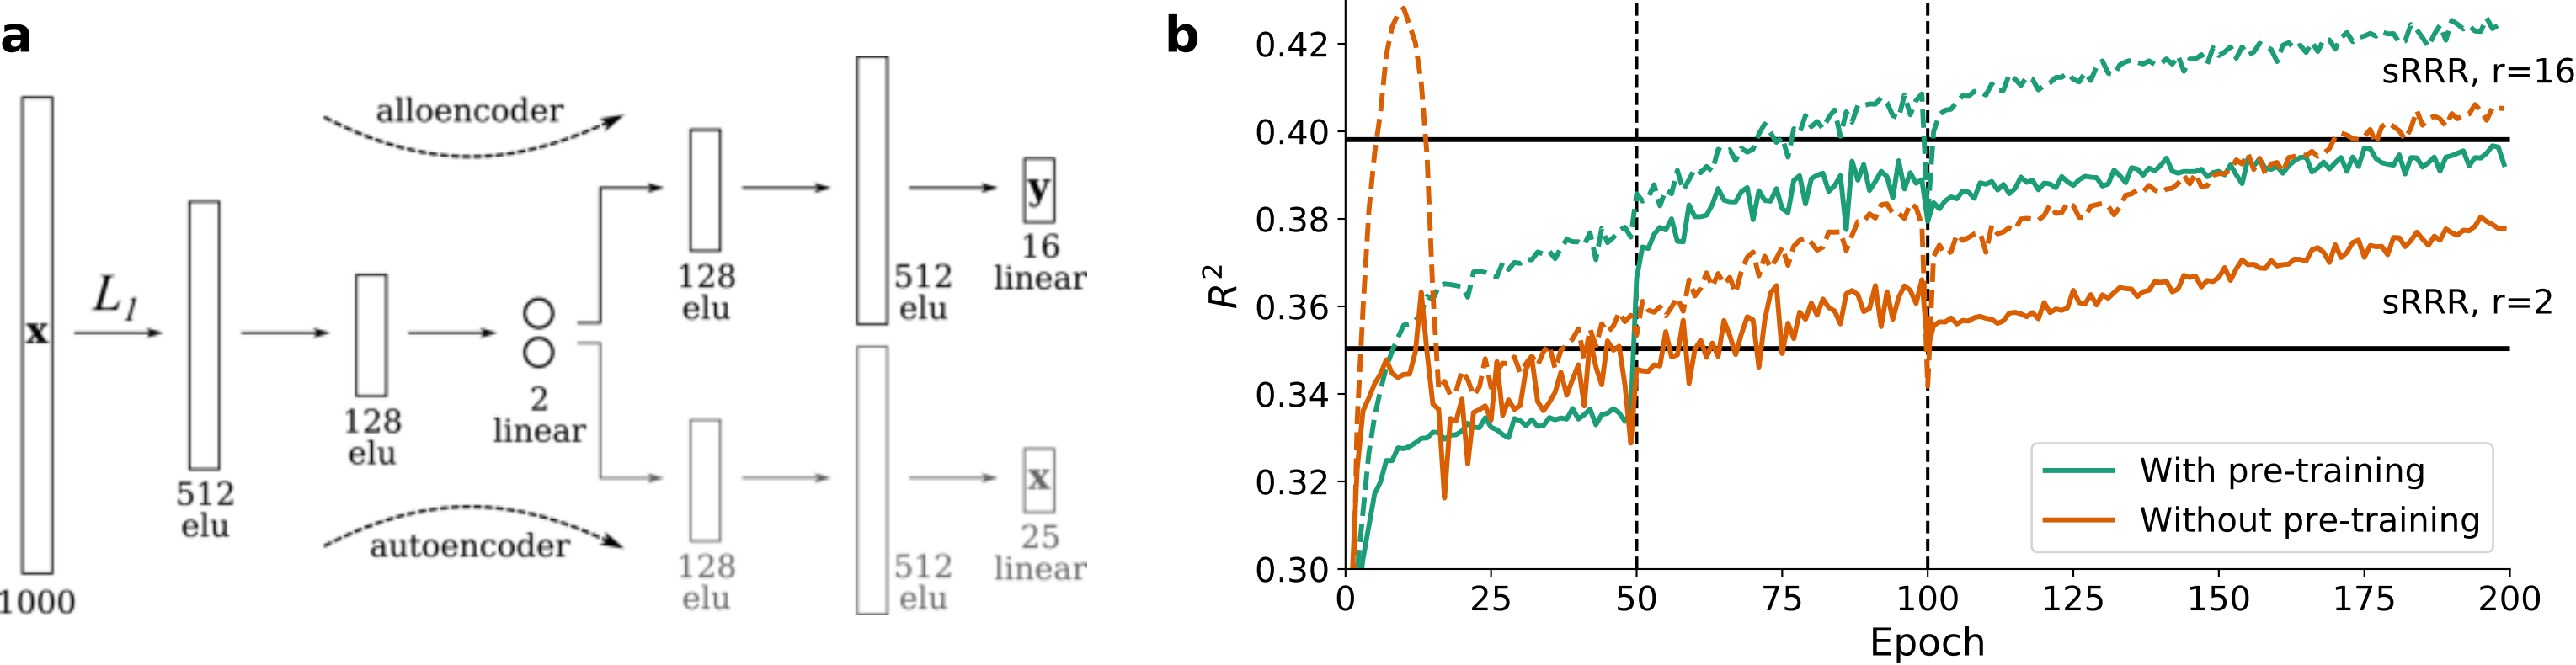 a
x
1000
L1
512
elu
128
elu
2
linear
alloencoder
128
elu
512
elu
y
16
linear
autoencoder
128
elu
512
elu
x
25
linear
b
R²
0.42
0.40
0.38
0.36
0.34
0.32
0.30
sRRR, r=16
sRRR, r=2
With pre-training
Without pre-training
0 25 50 75 100 125 150 175 200
Epoch